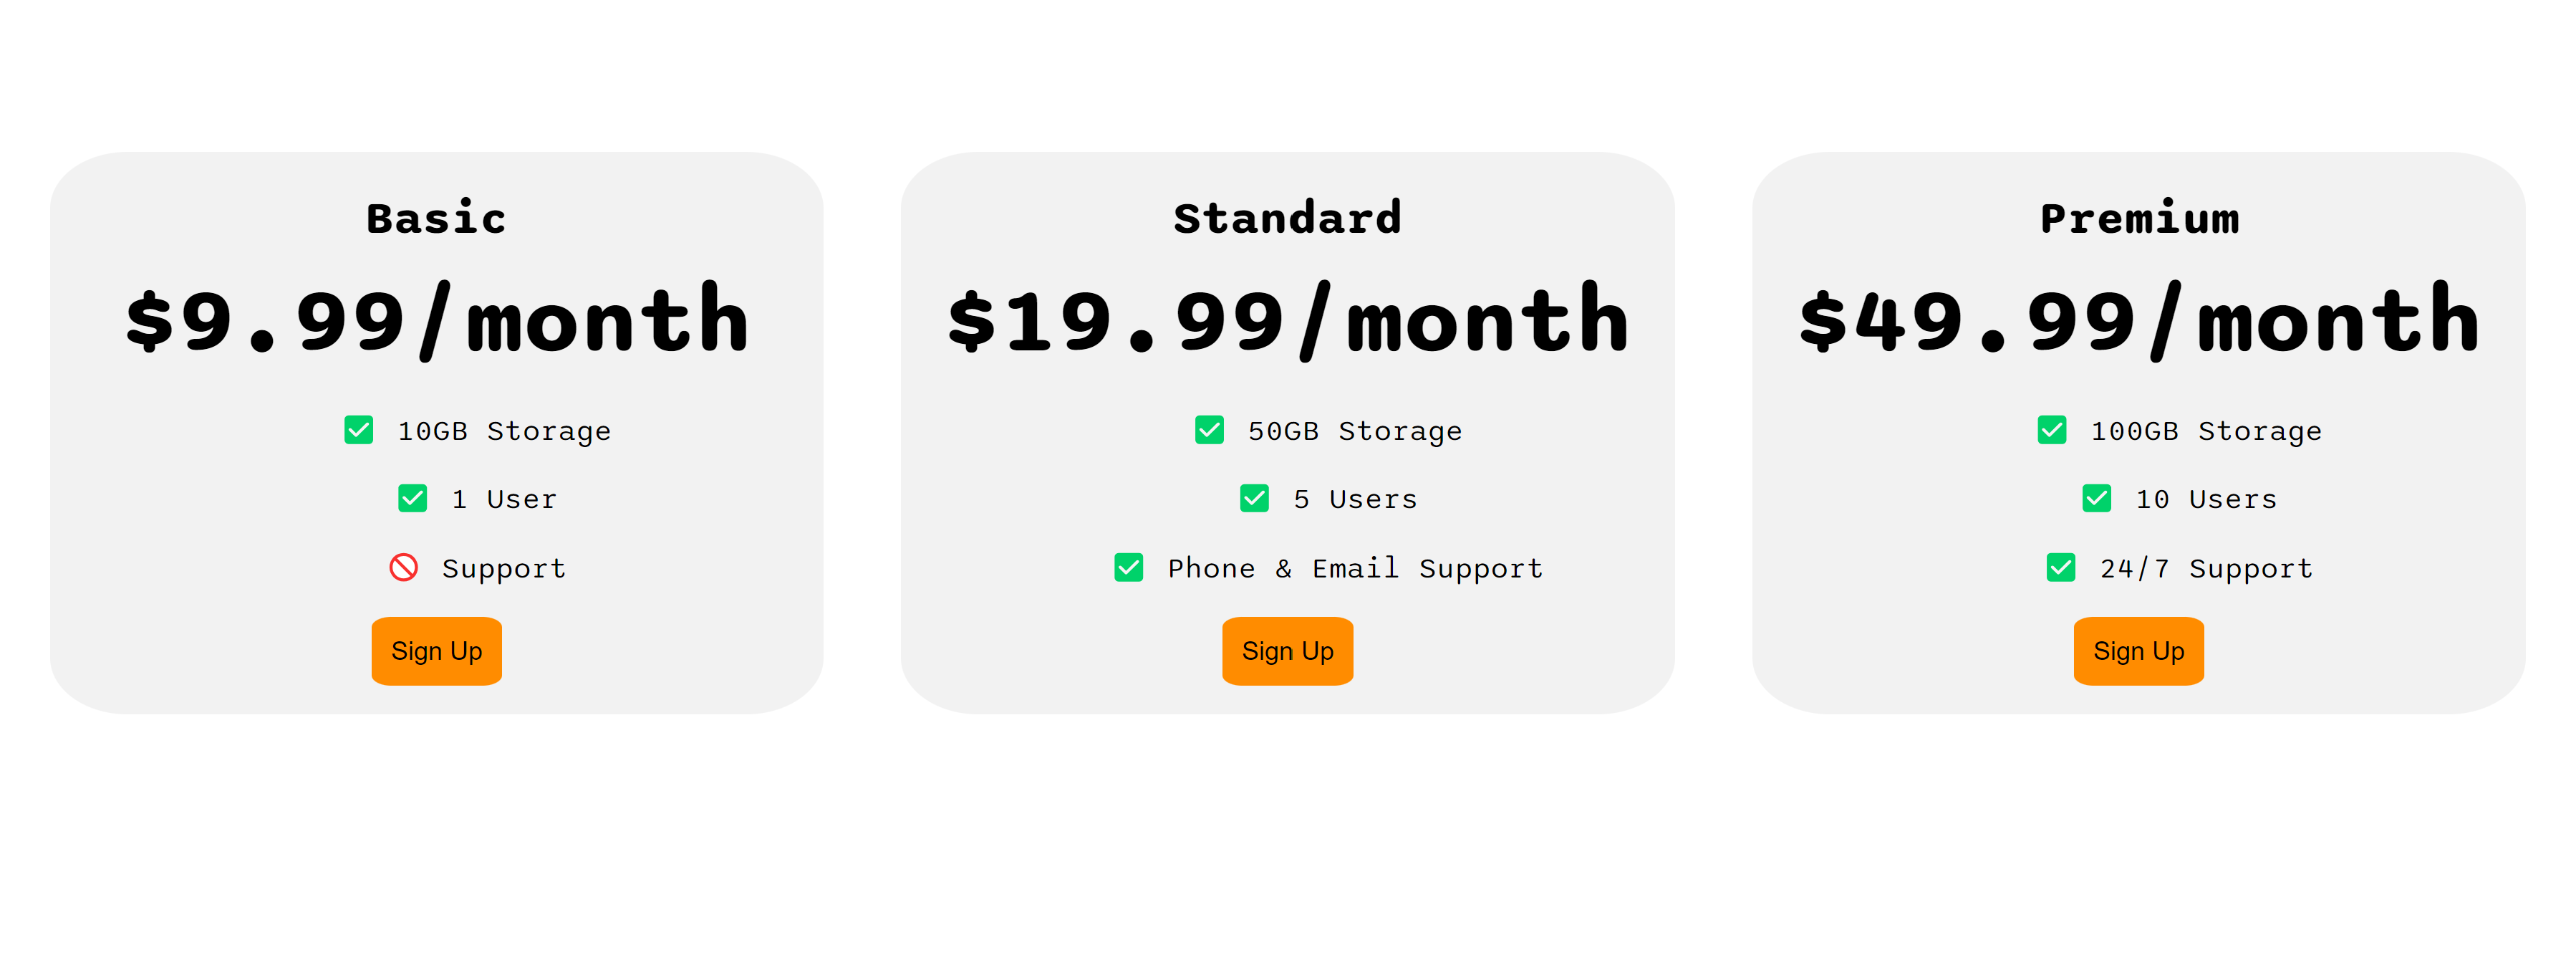 Basic
$9.99/month
✅ 10GB Storage
✅ 1 User
🚫 Support
Sign Up
Standard
$19.99/month
✅ 50GB Storage
✅ 5 Users
✅ Phone & Email Support
Sign Up
Premium
$49.99/month
✅ 100GB Storage
✅ 10 Users
✅ 24/7 Support
Sign Up